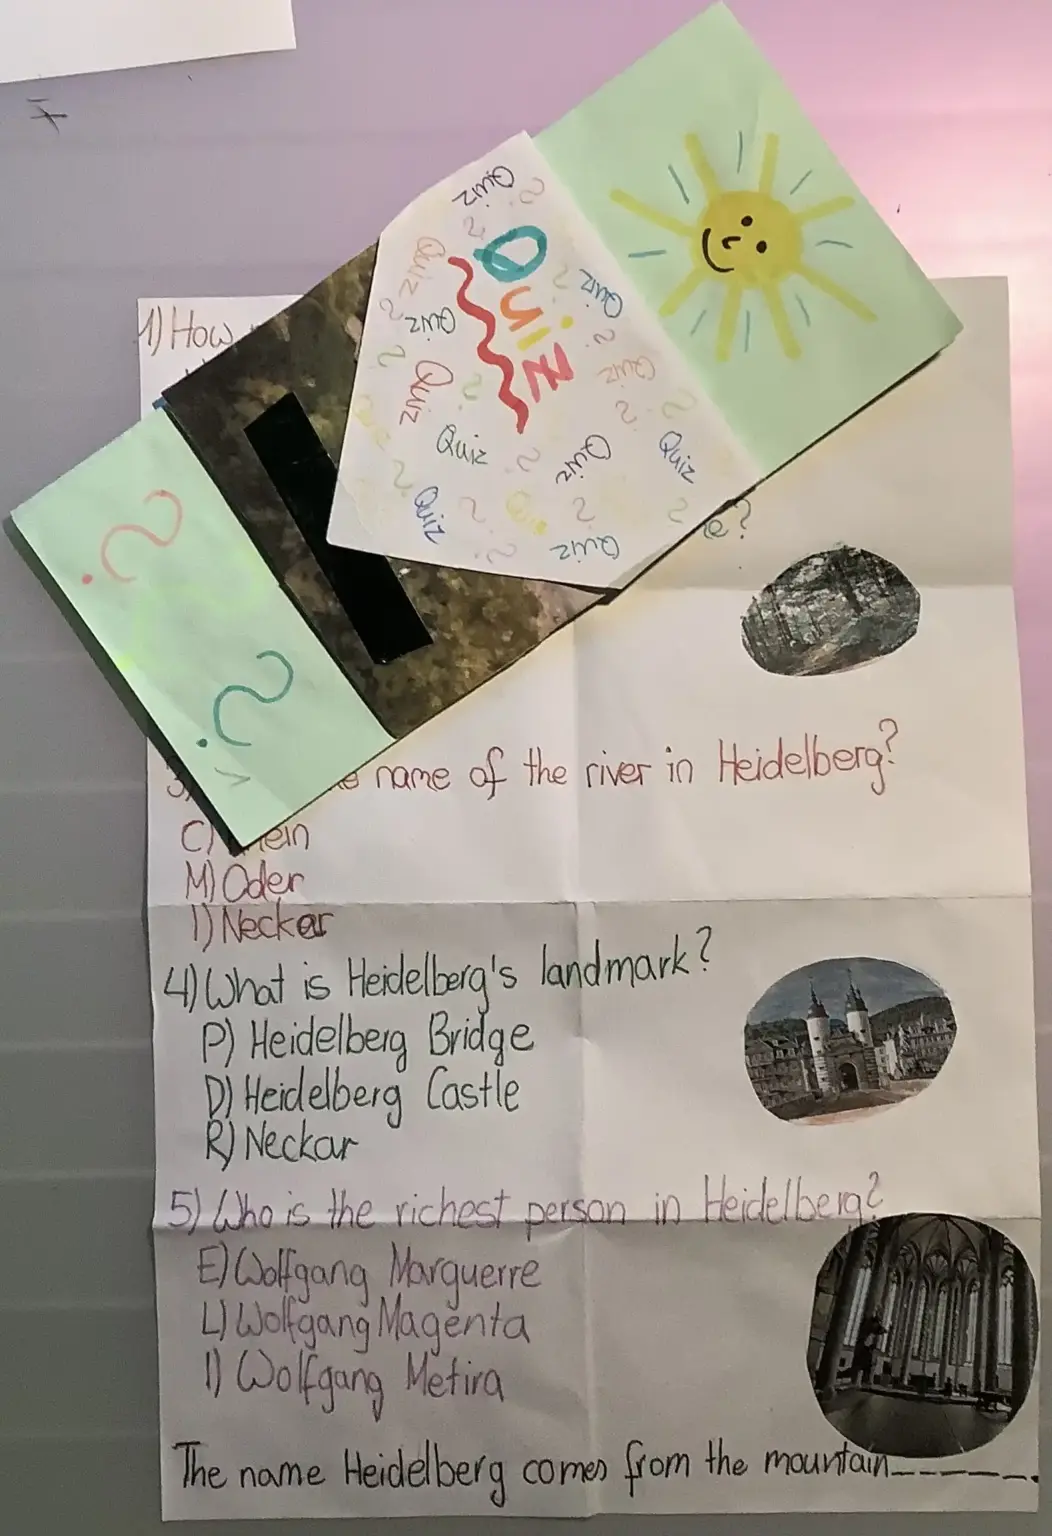 Quiz
Quiz
Quiz
Quiz
Quiz
Quiz
Quiz
Quiz
Quiz
Quiz
Quiz
Quiz
Quiz
1) How
e?
name of the river in Heidelberg?
C)
M) Oder
I) Neckar
4) What is Heidelberg's landmark?
P) Heidelberg Bridge
D) Heidelberg Castle
R) Neckar
5) Who is the richest person in Heidelberg?
E) Wolfgang Marguerre
L) Wolfgang Magenta
I) Wolfgang Metira
The name Heidelberg comes from the mountain _ _ _ _ _ _.